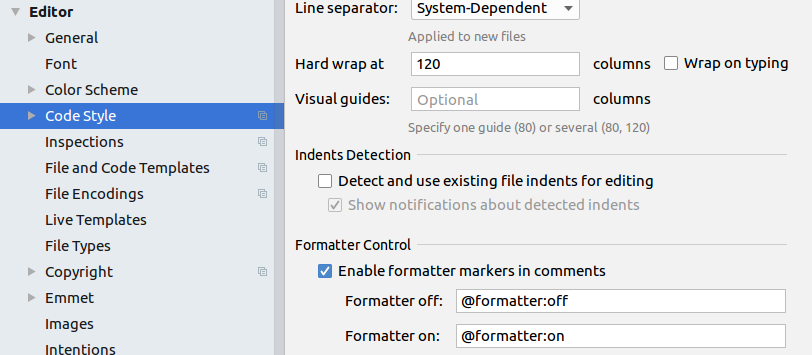 Editor
General
Font
Color Scheme
Code Style
Inspections
File and Code Templates
File Encodings
Live Templates
File Types
Copyright
Emmet
Images
Intentions
Line separator: System-Dependent
Applied to new files
Hard wrap at 120 columns Wrap on typing
Visual guides: Optional columns
Specify one guide (80) or several (80, 120)
Indents Detection
Detect and use existing file indents for editing
Show notifications about detected indents
Formatter Control
Enable formatter markers in comments
Formatter off: @formatter:off
Formatter on: @formatter:on